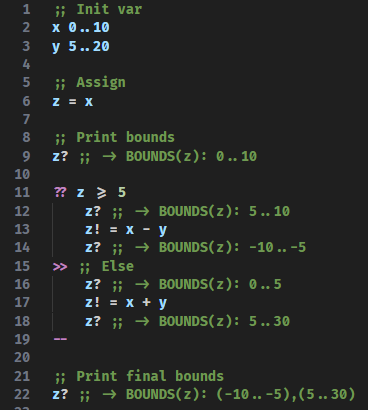 1 ;; Init var
2 x 0..10
3 y 5..20
4
5 ;; Assign
6 z = x
7
8 ;; Print bounds
9 z? ;; -> BOUNDS(z): 0..10
10
11 ?? z >= 5
12 z? ;; -> BOUNDS(z): 5..10
13 z! = x - y
14 z? ;; -> BOUNDS(z): -10..-5
15 >> ;; Else
16 z? ;; -> BOUNDS(z): 0..5
17 z! = x + y
18 z? ;; -> BOUNDS(z): 5..30
19 --
20
21 ;; Print final bounds
22 z? ;; -> BOUNDS(z): (-10..-5),(5..30)